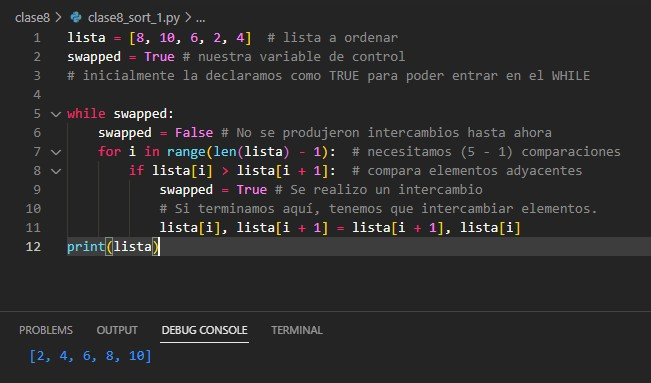 clase8 > clase8_sort_1.py > ...
1 lista = [8, 10, 6, 2, 4]  # lista a ordenar
2 swapped = True # nuestra variable de control
3 # inicialmente la declaramos como TRUE para poder entrar en el WHILE
4
5 while swapped:
6     swapped = False # No se produjeron intercambios hasta ahora
7     for i in range(len(lista) - 1):  # necesitamos (5 - 1) comparaciones
8         if lista[i] > lista[i + 1]:  # compara elementos adyacentes
9             swapped = True # Se realizo un intercambio
10             # Si terminamos aquí, tenemos que intercambiar elementos.
11             lista[i], lista[i + 1] = lista[i + 1], lista[i]
12 print(lista)
PROBLEMS OUTPUT DEBUG CONSOLE TERMINAL
[2, 4, 6, 8, 10]